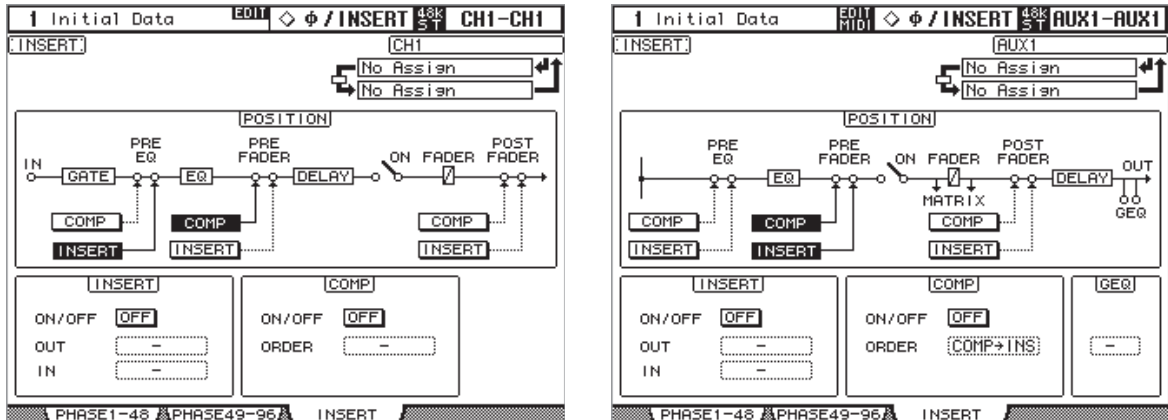 1 Initial Data EDIT ◇ φ/INSERT 48K ST CH1-CH1
INSERT
CH1
No Assign
No Assign
POSITION
PRE EQ
PRE FADER
POST FADER
IN
ON FADER
GATE
EQ
DELAY
COMP
COMP
COMP
INSERT
INSERT
INSERT
INSERT
COMP
ON/OFF OFF
ON/OFF OFF
OUT -
ORDER -
IN -
PHASE1-48 PHASE49-96 INSERT
1 Initial Data EDIT MIDI ◇ φ/INSERT 48K ST AUX1-AUX1
INSERT
AUX1
No Assign
No Assign
POSITION
PRE EQ
PRE FADER
ON FADER
POST FADER
OUT
EQ
DELAY
MATRIX
GEQ
COMP
COMP
COMP
INSERT
INSERT
INSERT
INSERT
COMP
GEQ
ON/OFF OFF
ON/OFF OFF
OUT -
ORDER COMP→INS
-
IN -
PHASE1-48 PHASE49-96 INSERT